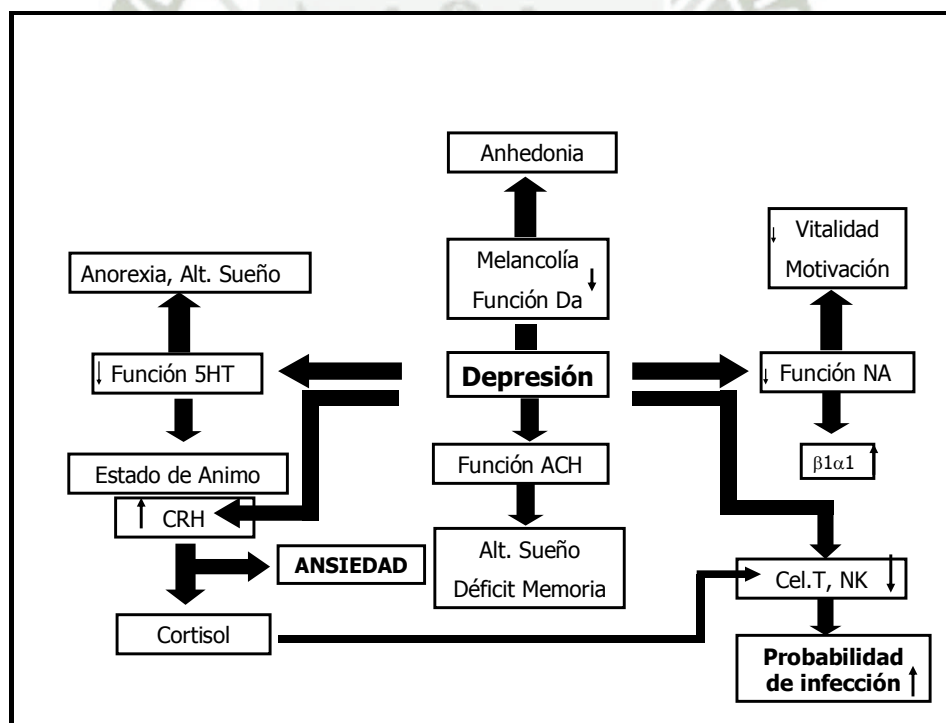 Anhedonia
Melancolía ↓
Función Da
↓ Vitalidad
Motivación
Anorexia, Alt. Sueño
↓ Función 5HT
Depresión
↓ Función NA
Estado de Animo
Función ACH
β1α1 ↑
↑ CRH
ANSIEDAD
Alt. Sueño
Déficit Memoria
Cel.T, NK ↓
Cortisol
Probabilidad
de infección ↑